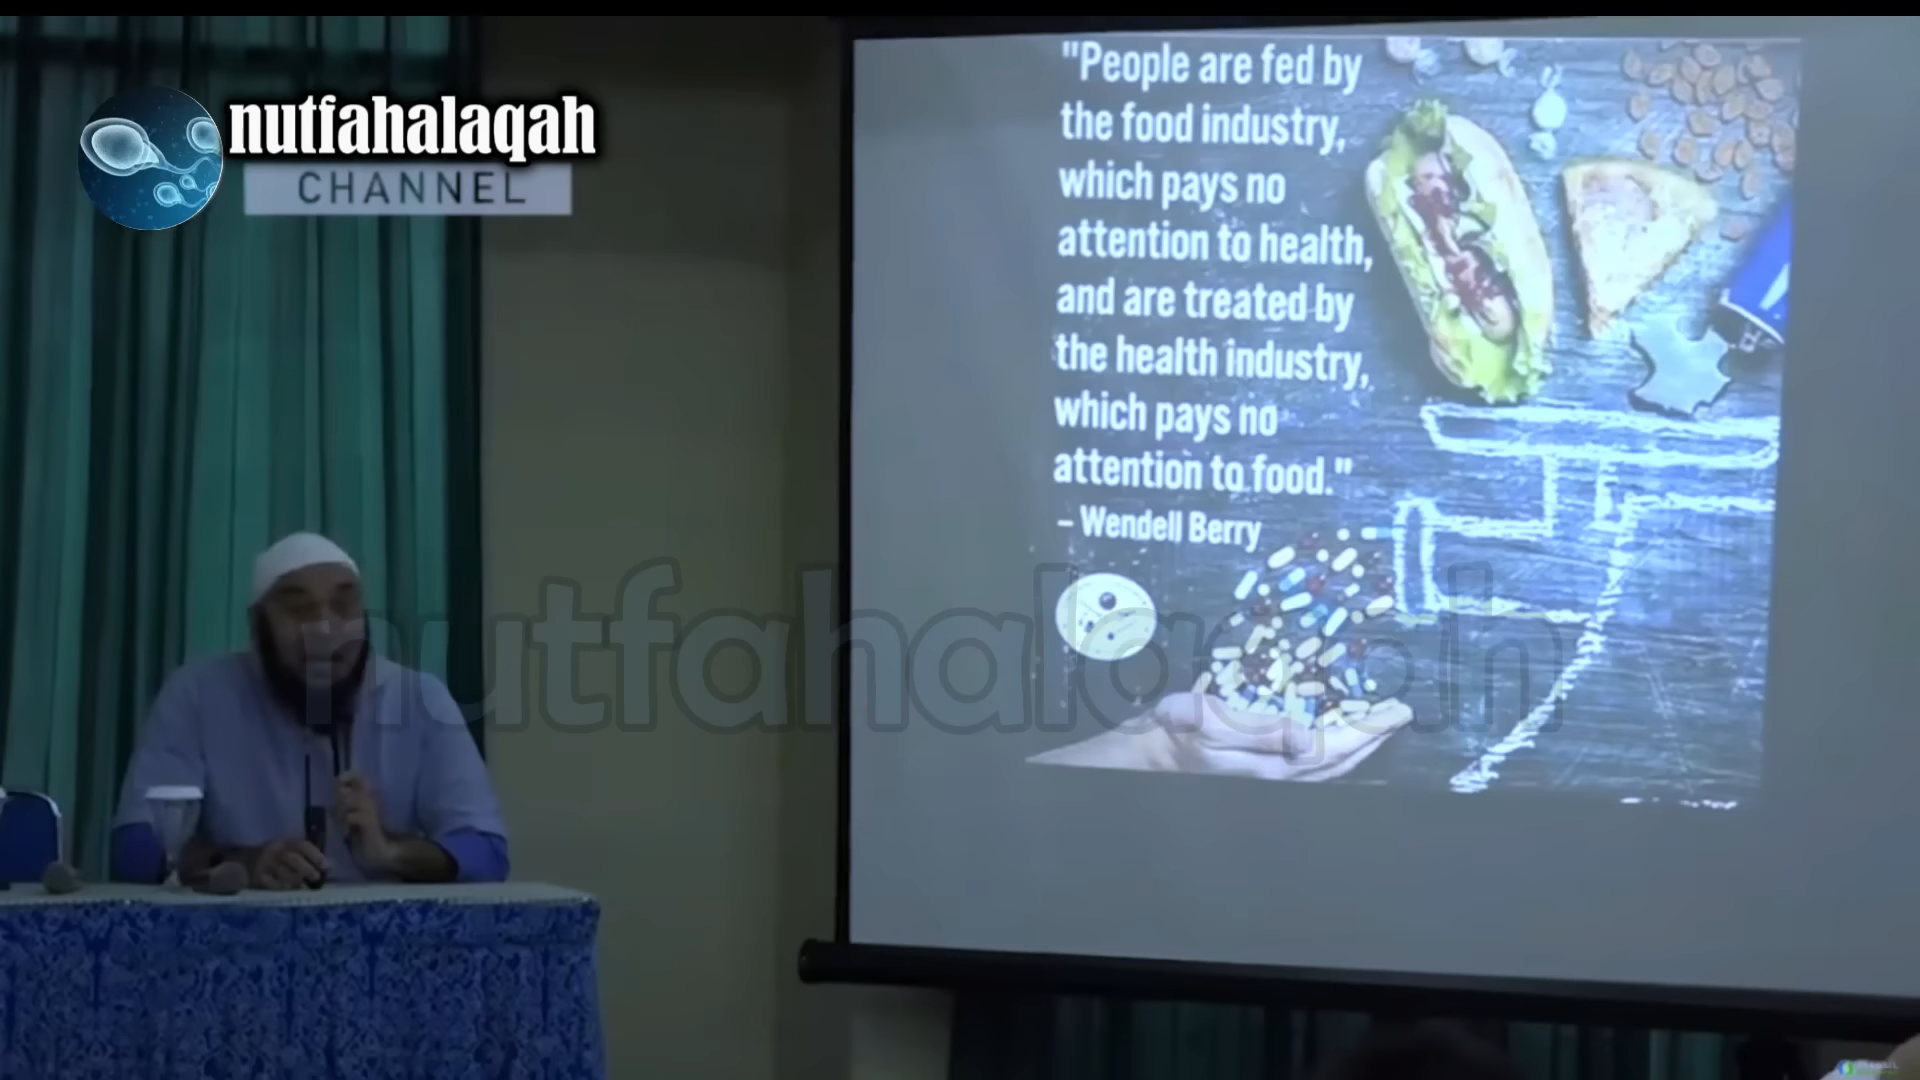 nutfahalaqah
CHANNEL
"People are fed by
the food industry,
which pays no
attention to health,
and are treated by
the health industry,
which pays no
attention to food."
– Wendell Berry
nutfahalaqah